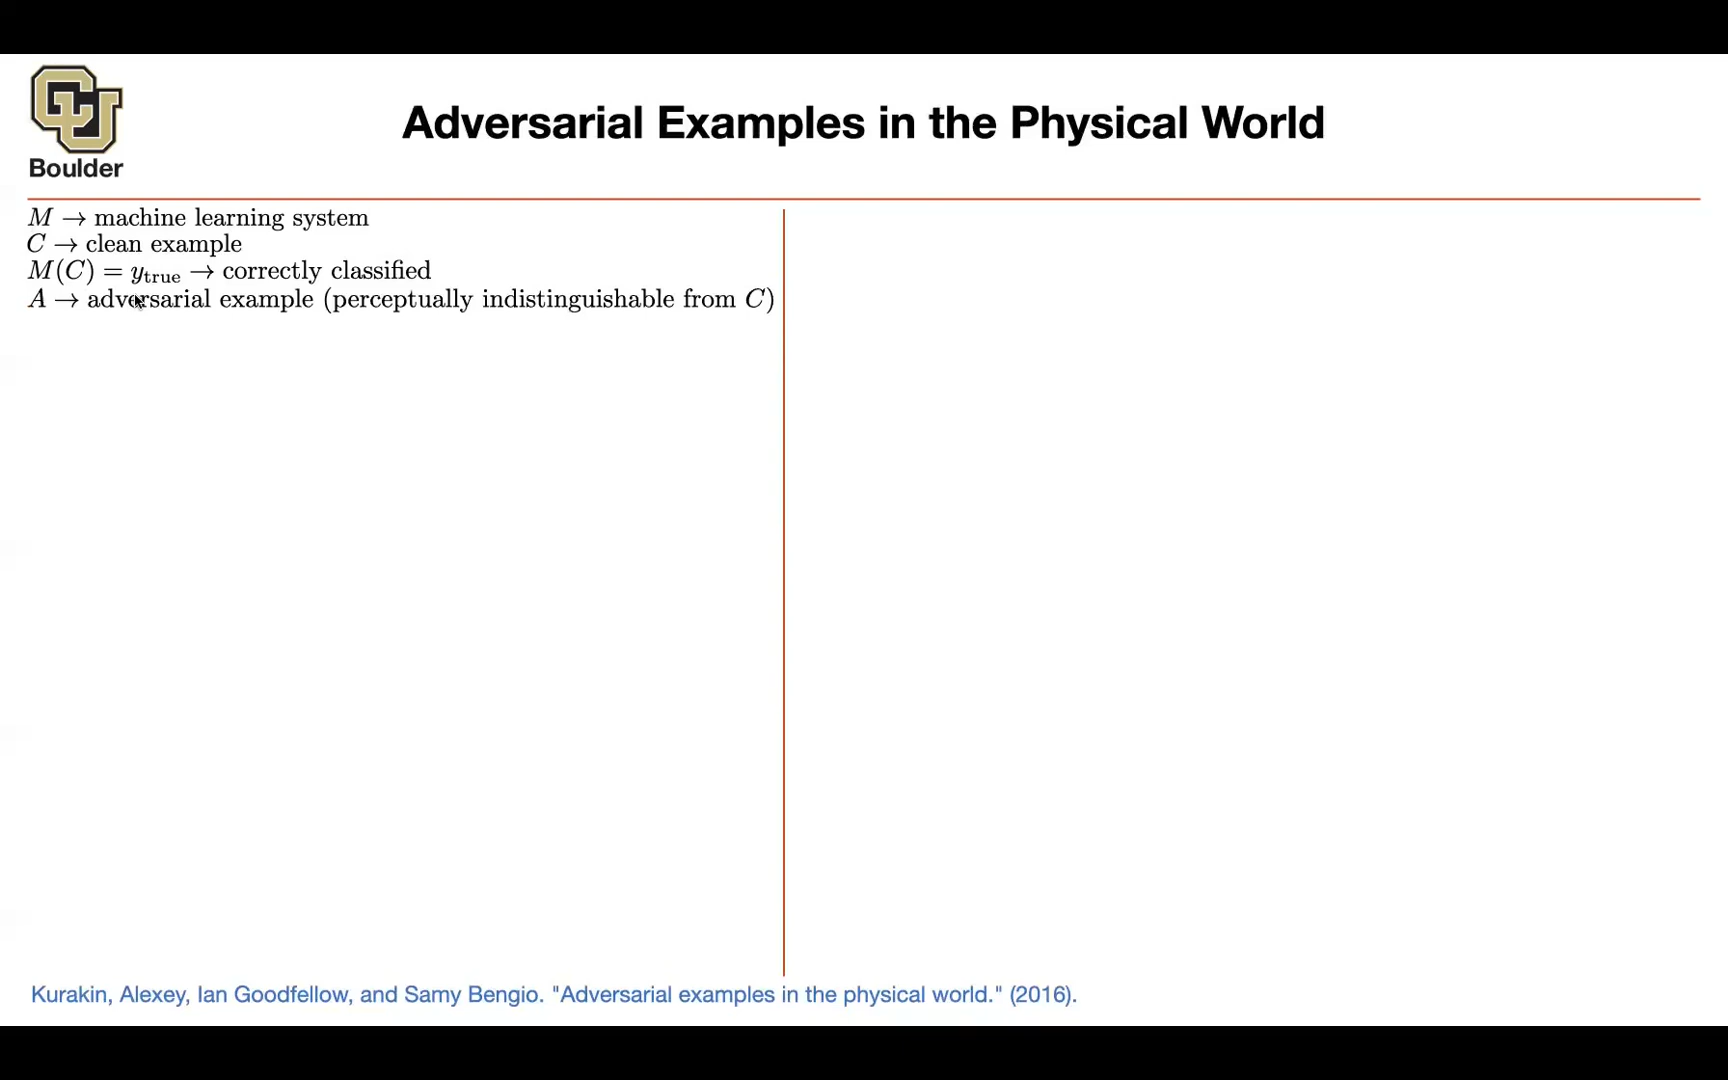 CU
Boulder
Adversarial Examples in the Physical World
M → machine learning system
C → clean example
M(C) = y_true → correctly classified
A → adversarial example (perceptually indistinguishable from C)
Kurakin, Alexey, Ian Goodfellow, and Samy Bengio. "Adversarial examples in the physical world." (2016).